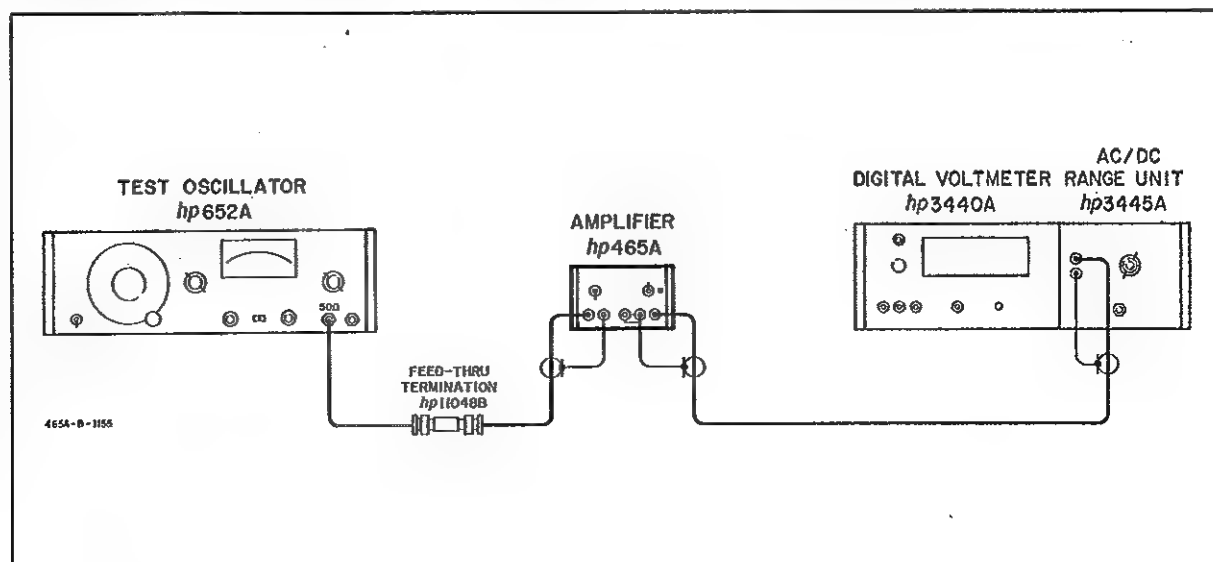 TEST OSCILLATOR
hp652A
50Ω
FEED-THRU
TERMINATION
hp11048B
AMPLIFIER
hp465A
DIGITAL VOLTMETER
hp3440A
AC/DC
RANGE UNIT
hp3445A
465A-B-1155